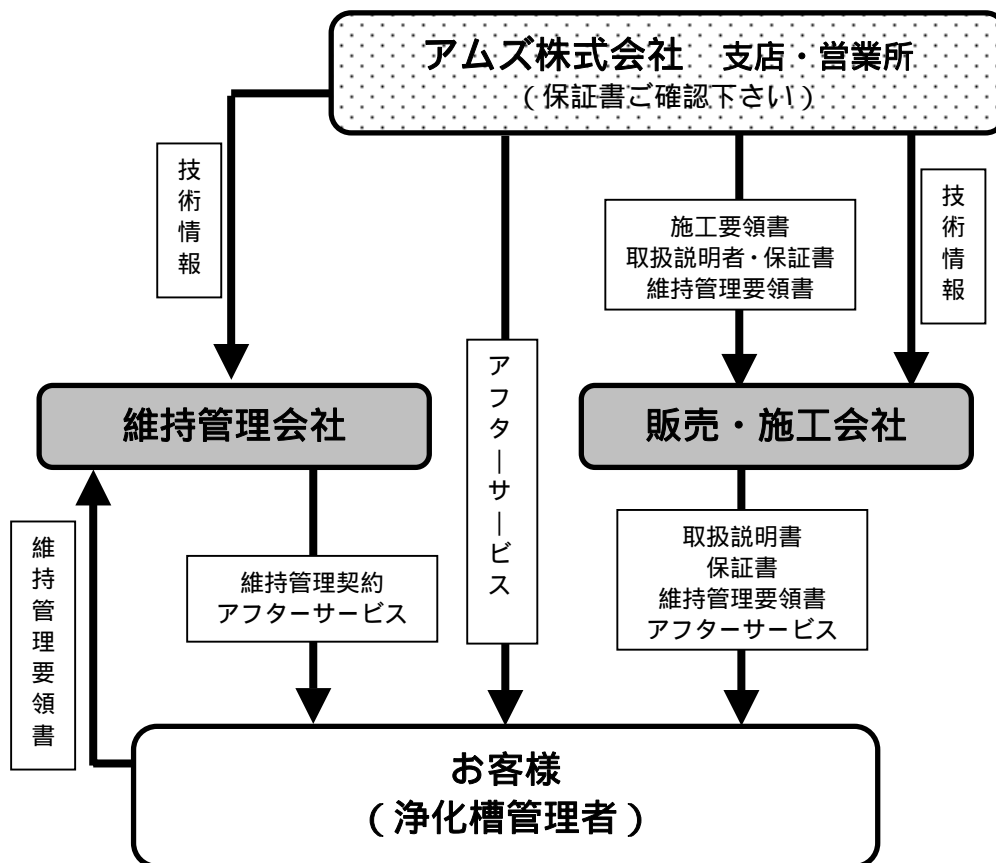 アムズ株式会社 支店・営業所
(保証書ご確認下さい)
技術情報
施工要領書
取扱説明者・保証書
維持管理要領書
技術情報
アフターサービス
維持管理会社
販売・施工会社
維持管理要領書
維持管理契約
アフターサービス
取扱説明書
保証書
維持管理要領書
アフターサービス
お客様
(浄化槽管理者)